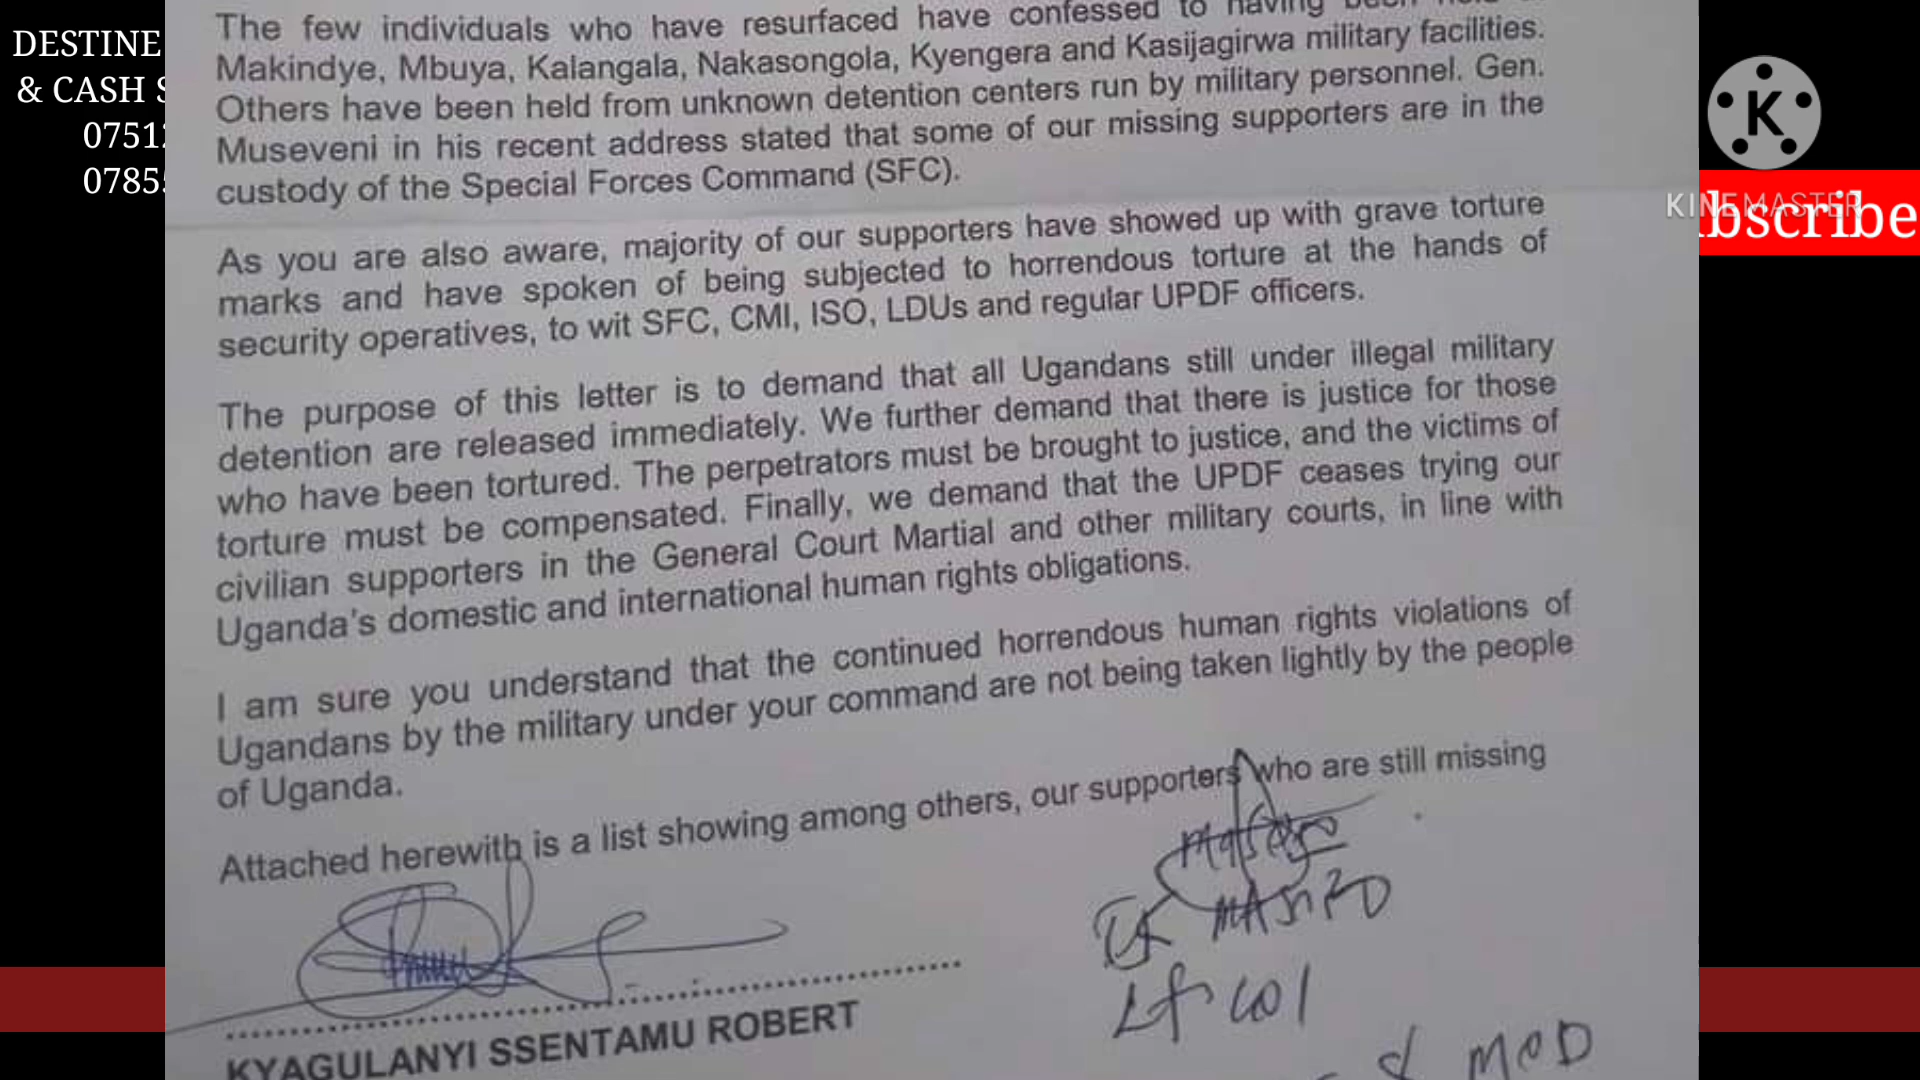 DESTINE
& CASH S
0751
0785
The few individuals who have resurfaced have confessed to having been
Makindye, Mbuya, Kalangala, Nakasongola, Kyengera and Kasijagirwa military facilities.
Others have been held from unknown detention centers run by military personnel. Gen.
Museveni in his recent address stated that some of our missing supporters are in the
custody of the Special Forces Command (SFC).
As you are also aware, majority of our supporters have showed up with grave torture
marks and have spoken of being subjected to horrendous torture at the hands of
security operatives, to wit SFC, CMI, ISO, LDUs and regular UPDF officers.
The purpose of this letter is to demand that all Ugandans still under illegal military
detention are released immediately. We further demand that there is justice for those
who have been tortured. The perpetrators must be brought to justice, and the victims of
torture must be compensated. Finally, we demand that the UPDF ceases trying our
civilian supporters in the General Court Martial and other military courts, in line with
Uganda's domestic and international human rights obligations.
I am sure you understand that the continued horrendous human rights violations of
Ugandans by the military under your command are not being taken lightly by the people
of Uganda.
Attached herewith is a list showing among others, our supporters who are still missing
Lt Col
& MOD
KYAGULANYI SSENTAMU ROBERT
K
KINEMASTER
bscribe